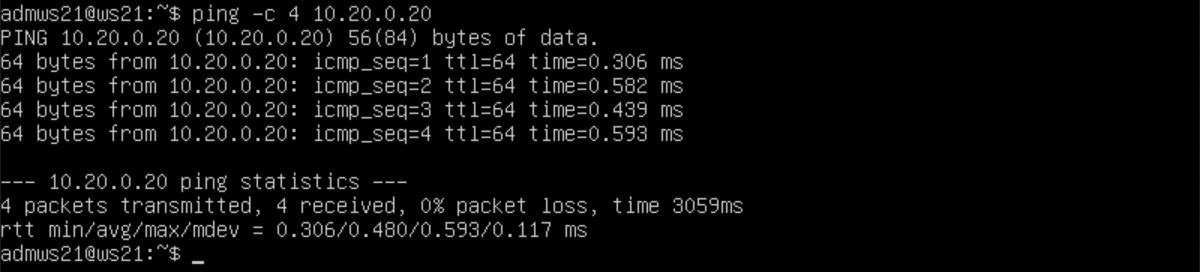 admws21@ws21:~$ ping -c 4 10.20.0.20
PING 10.20.0.20 (10.20.0.20) 56(84) bytes of data.
64 bytes from 10.20.0.20: icmp_seq=1 ttl=64 time=0.306 ms
64 bytes from 10.20.0.20: icmp_seq=2 ttl=64 time=0.582 ms
64 bytes from 10.20.0.20: icmp_seq=3 ttl=64 time=0.439 ms
64 bytes from 10.20.0.20: icmp_seq=4 ttl=64 time=0.593 ms
--- 10.20.0.20 ping statistics ---
4 packets transmitted, 4 received, 0% packet loss, time 3059ms
rtt min/avg/max/mdev = 0.306/0.480/0.593/0.117 ms
admws21@ws21:~$ _